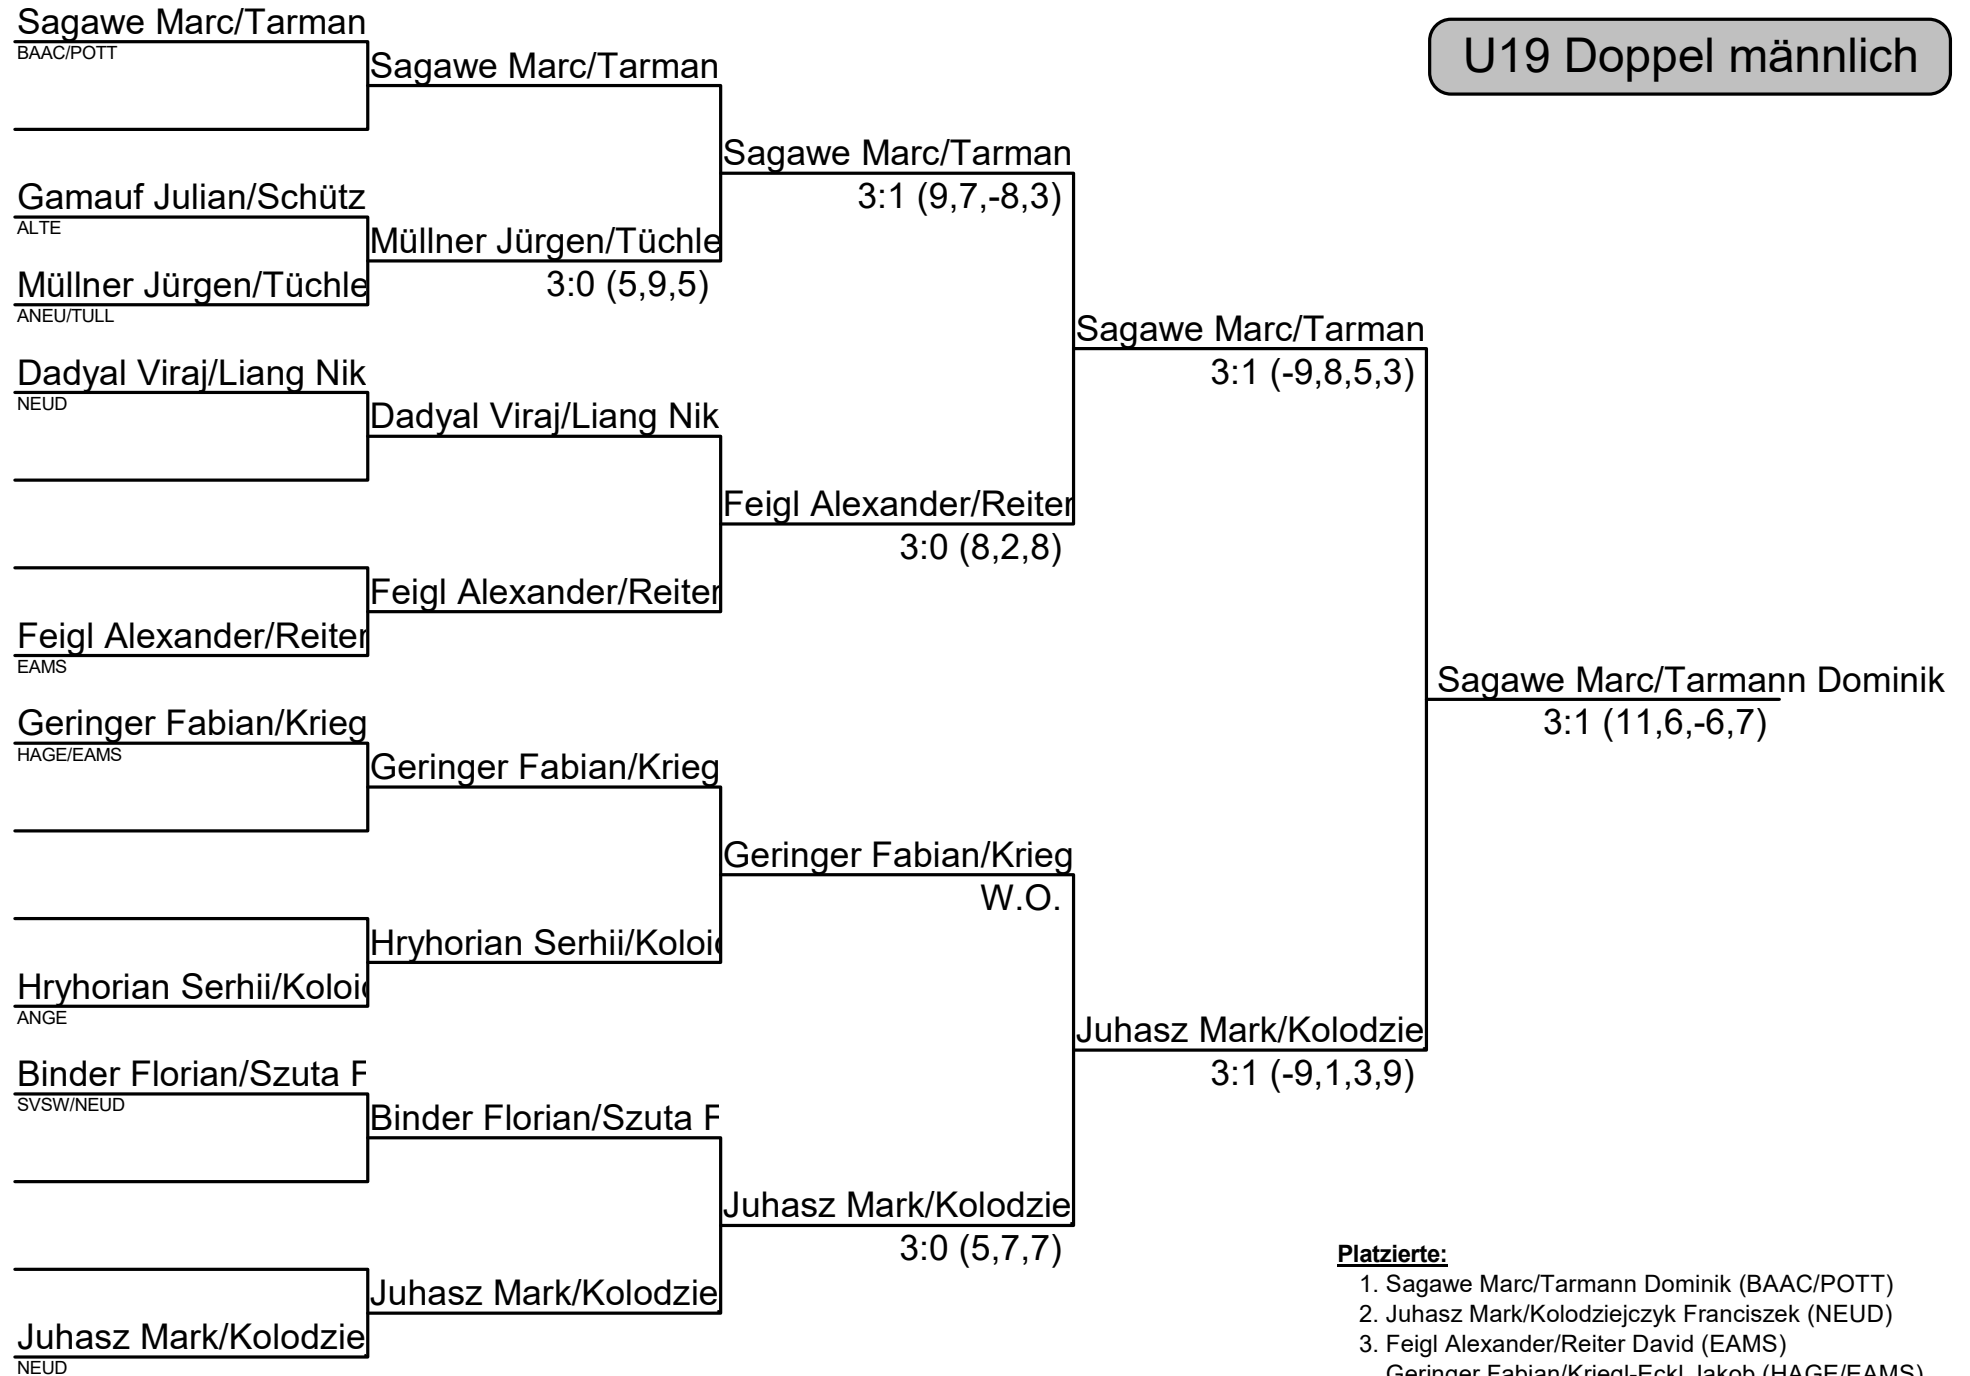 U19 Doppel männlich
Sagawe Marc/Tarman
BAAC/POTT
Gamauf Julian/Schütz
ALTE
Müllner Jürgen/Tüchle
ANEU/TULL
Dadyal Viraj/Liang Nik
NEUD
Feigl Alexander/Reiter
EAMS
Geringer Fabian/Krieg
HAGE/EAMS
Hryhorian Serhii/Koloi
ANGE
Binder Florian/Szuta F
SVSW/NEUD
Juhasz Mark/Kolodzie
NEUD
Sagawe Marc/Tarman
Müllner Jürgen/Tüchle
3:0 (5,9,5)
Dadyal Viraj/Liang Nik
Feigl Alexander/Reiter
Geringer Fabian/Krieg
Hryhorian Serhii/Koloi
Binder Florian/Szuta F
Juhasz Mark/Kolodzie
Sagawe Marc/Tarman
3:1 (9,7,-8,3)
Feigl Alexander/Reiter
3:0 (8,2,8)
Geringer Fabian/Krieg
W.O.
Juhasz Mark/Kolodzie
3:0 (5,7,7)
Sagawe Marc/Tarman
3:1 (-9,8,5,3)
Juhasz Mark/Kolodzie
3:1 (-9,1,3,9)
Sagawe Marc/Tarmann Dominik
3:1 (11,6,-6,7)
Platzierte:
1. Sagawe Marc/Tarmann Dominik (BAAC/POTT)
2. Juhasz Mark/Kolodziejczyk Franciszek (NEUD)
3. Feigl Alexander/Reiter David (EAMS)
Geringer Fabian/Kriegl-Eckl Jakob (HAGE/EAMS)